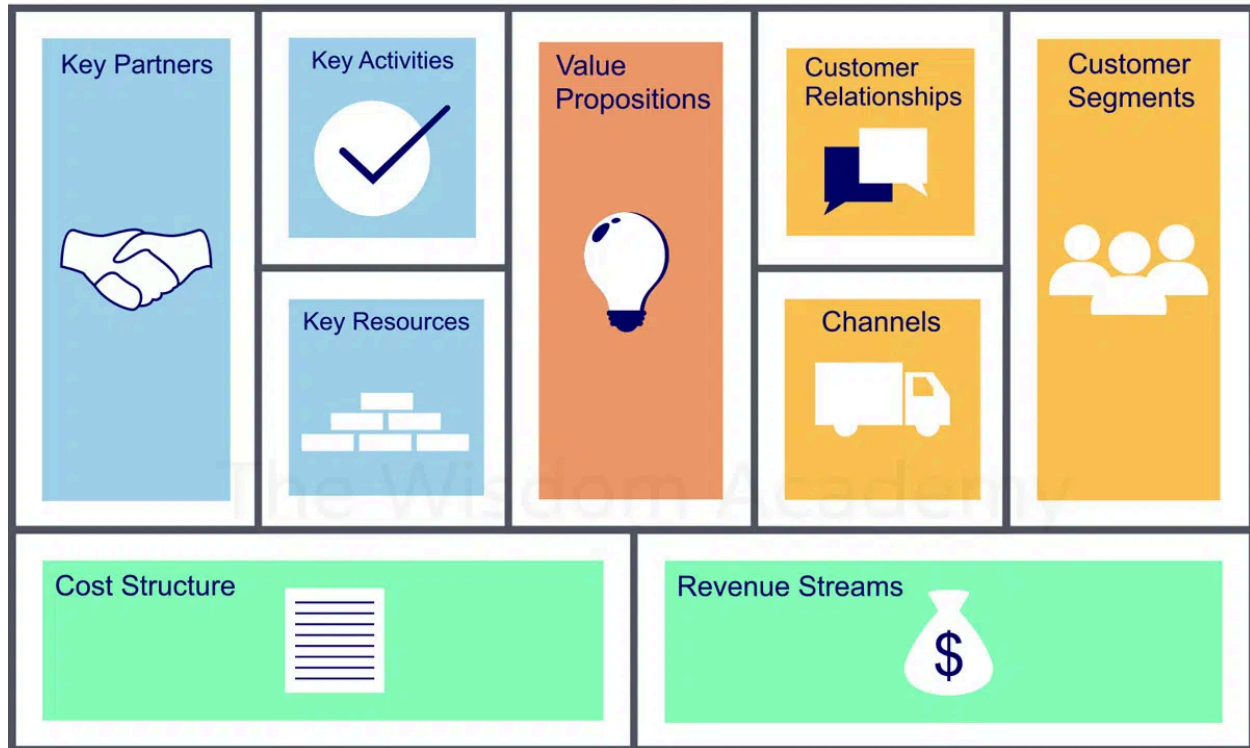 Key Partners
Key Activities
Key Resources
Value
Propositions
Customer
Relationships
Channels
Customer
Segments
Cost Structure
Revenue Streams
$
The Wisdom Academy